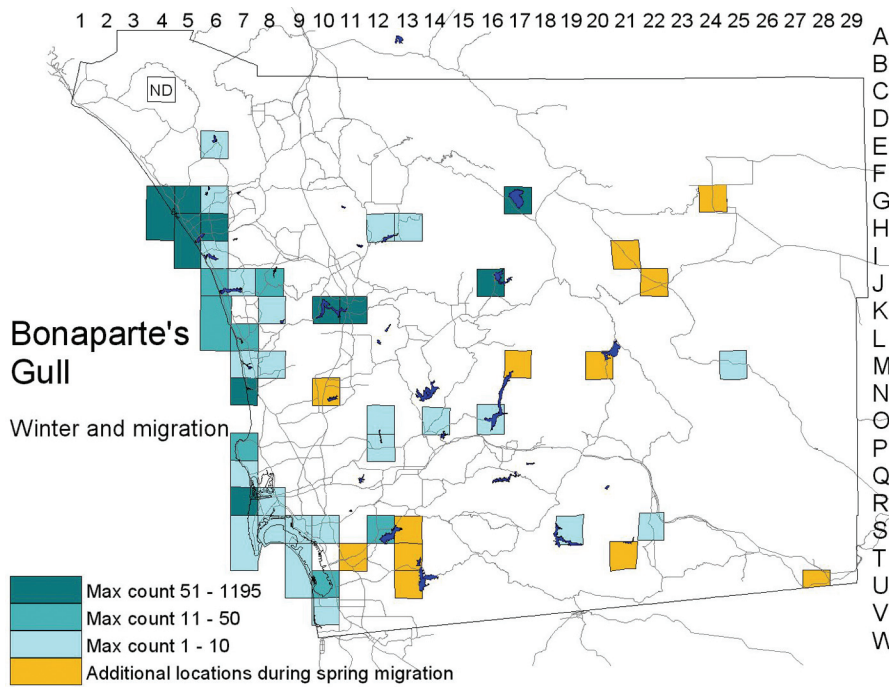 1 2 3 4 5 6 7 8 9 10 11 12 13 14 15 16 17 18 19 20 21 22 23 24 25 26 27 28 29
A
B
C
ND
D
E
F
G
H
I
J
K
L
Bonaparte's
Gull
M
N
Winter and migration
O
P
Q
R
S
T
U
V
W
Max count 51 - 1195
Max count 11 - 50
Max count 1 - 10
Additional locations during spring migration